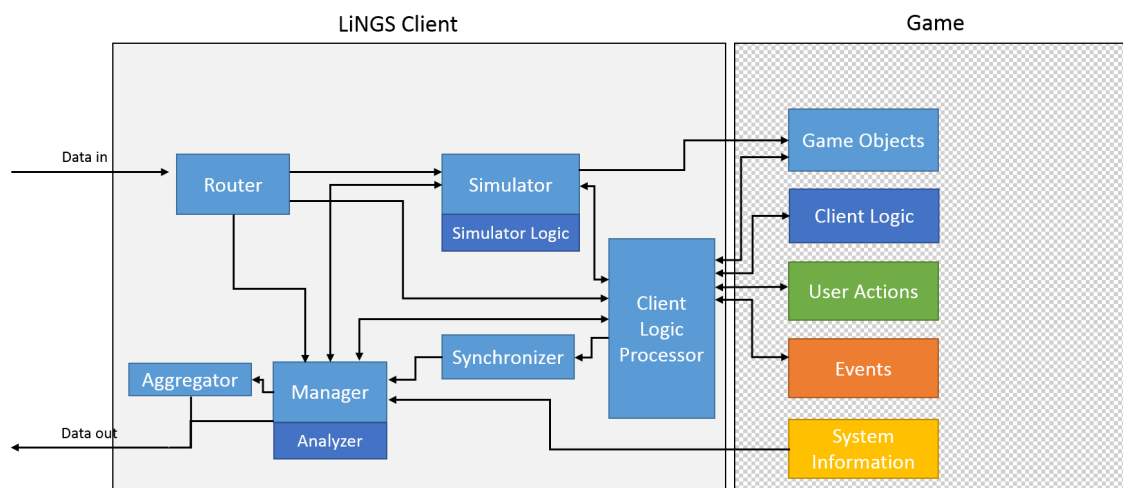 LiNGS Client
Game
Data in
Router
Simulator
Simulator Logic
Game Objects
Client Logic
Client
Logic
Processor
User Actions
Synchronizer
Events
Aggregator
Manager
Analyzer
Data out
System
Information